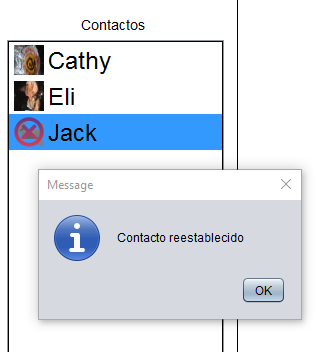 Contactos
Cathy
Eli
Jack
Message
Contacto reestablecido
OK